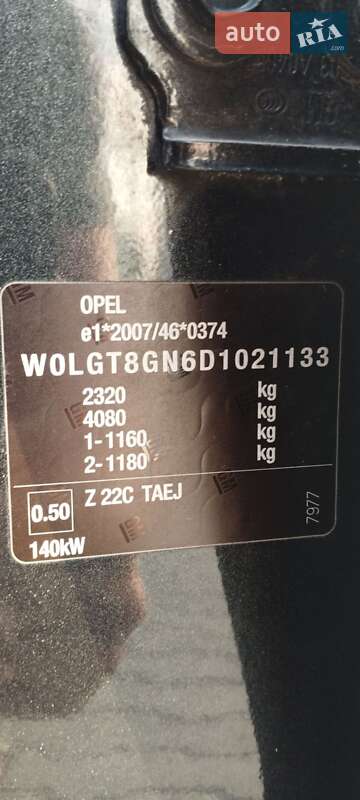 auto RIA .com
OPEL
e1*2007/46*0374
W0LGT8GN6D1021133
2320 kg
4080 kg
1-1160 kg
2-1180 kg
0.50 Z 22C TAEJ
140kW
7977